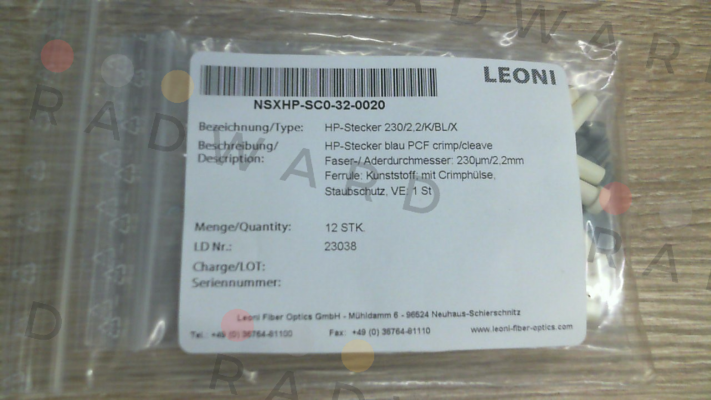 LEONI
NSXHP-SC0-32-0020
Bezeichnung/Type: HP-Stecker 230/2,2/K/BL/X
Beschreibung/ HP-Stecker blau PCF crimp/cleave
Description: Faser-/ Aderdurchmesser: 230µm/2,2mm
Ferrule: Kunststoff; mit Crimphülse,
Staubschutz, VE: 1 St
Menge/Quantity: 12 STK.
LD Nr.: 23038
Charge/LOT:
Seriennummer:
Leoni Fiber Optics GmbH - Mühldamm 6 - 96524 Neuhaus-Schierschnitz
Tel.: +49 (0) 36764-81100 Fax: +49 (0) 36764-81110 www.leoni-fiber-optics.com
RADWARD
RADWARD